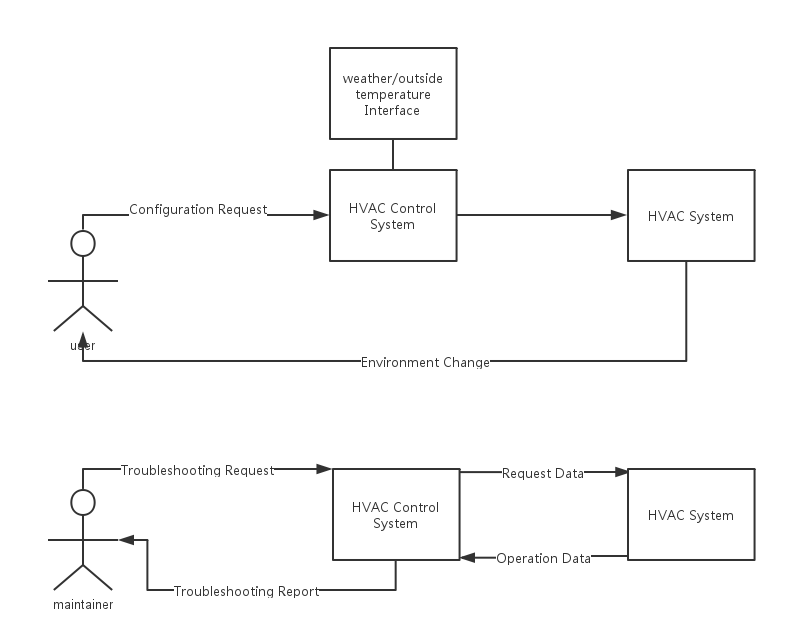 weather/outside
temperature
Interface
Configuration Request
HVAC Control
System
HVAC System
user
Environment Change
Troubleshooting Request
HVAC Control
System
Request Data
HVAC System
Operation Data
Troubleshooting Report
maintainer